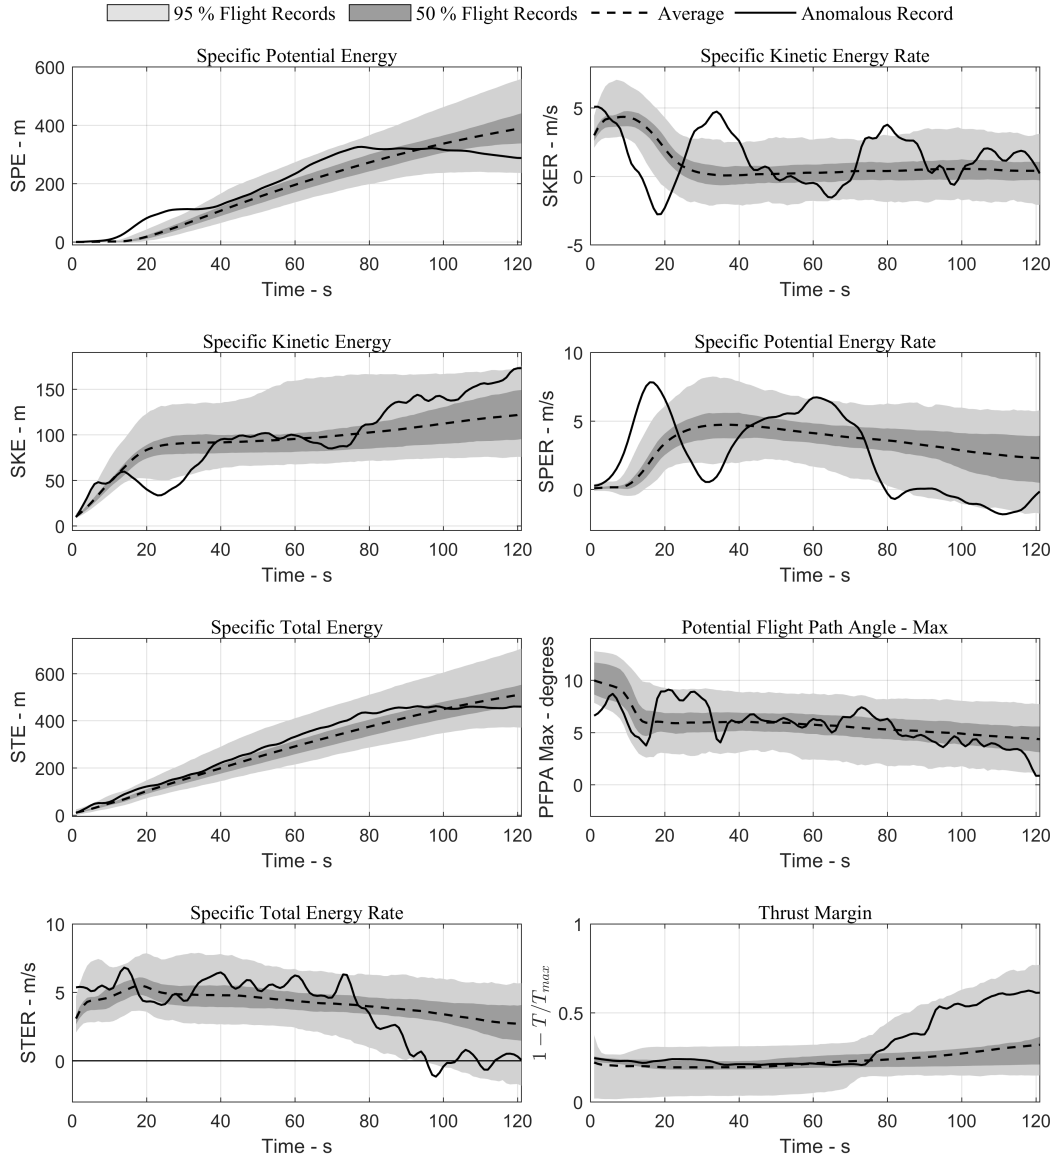 95 % Flight Records 50 % Flight Records Average Anomalous Record
Specific Potential Energy
SPE - m
600
400
200
0
0 20 40 60 80 100 120
Time - s
Specific Kinetic Energy Rate
SKER - m/s
5
0
-5
0 20 40 60 80 100 120
Time - s
Specific Kinetic Energy
SKE - m
150
100
50
0
0 20 40 60 80 100 120
Time - s
Specific Potential Energy Rate
SPER - m/s
10
5
0
0 20 40 60 80 100 120
Time - s
Specific Total Energy
STE - m
600
400
200
0
0 20 40 60 80 100 120
Time - s
Potential Flight Path Angle - Max
PFPA Max - degrees
10
5
0
0 20 40 60 80 100 120
Time - s
Specific Total Energy Rate
STER - m/s
10
5
0
0 20 40 60 80 100 120
Time - s
Thrust Margin
1 − T/Tmax
1
0.5
0
0 20 40 60 80 100 120
Time - s